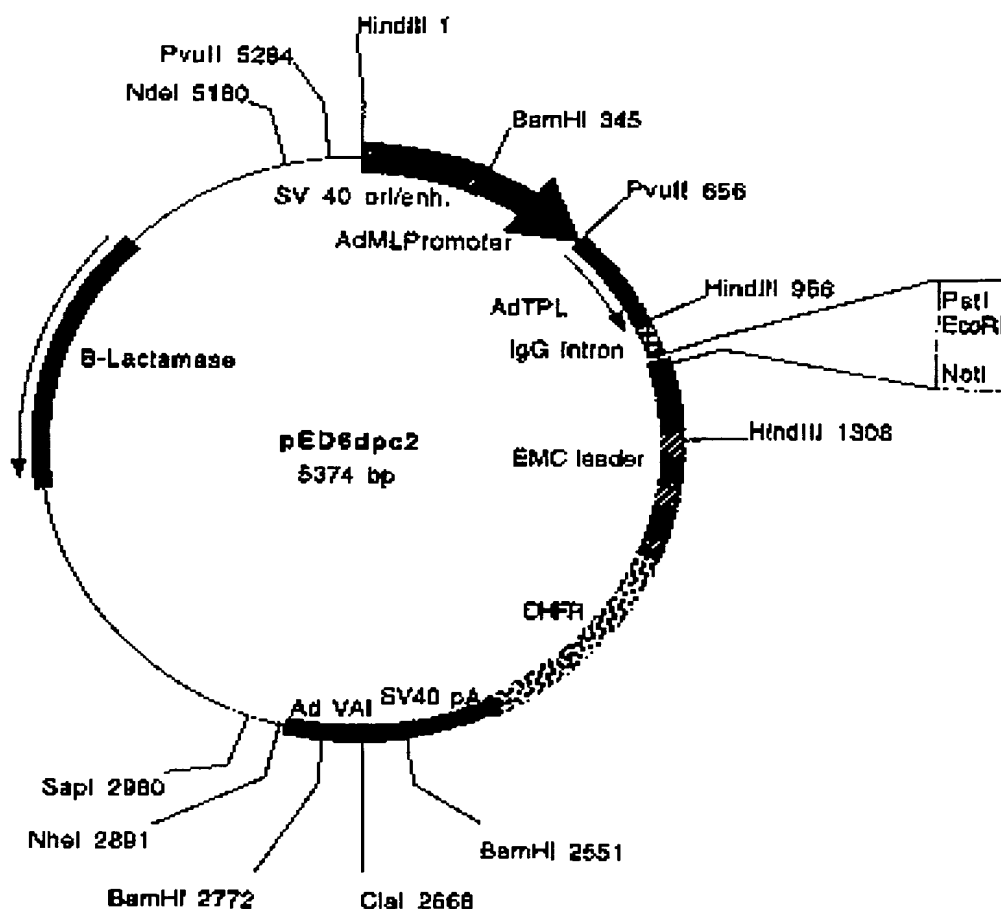 HindIII 1
PvuII 5284
NdeI 5180
BamHI 345
SV 40 ori/enh.
PvuII 656
AdMLPromoter
HindIII 956
AdTPL
PstI
EcoRI
IgG intron
NotI
B-Lactamase
pED6dpc2
5374 bp
EMC leader
HindIII 1308
DHFR
SV40 pA
Ad VAI
SapI 2980
NheI 2891
BamHI 2551
BamHI 2772
ClaI 2668